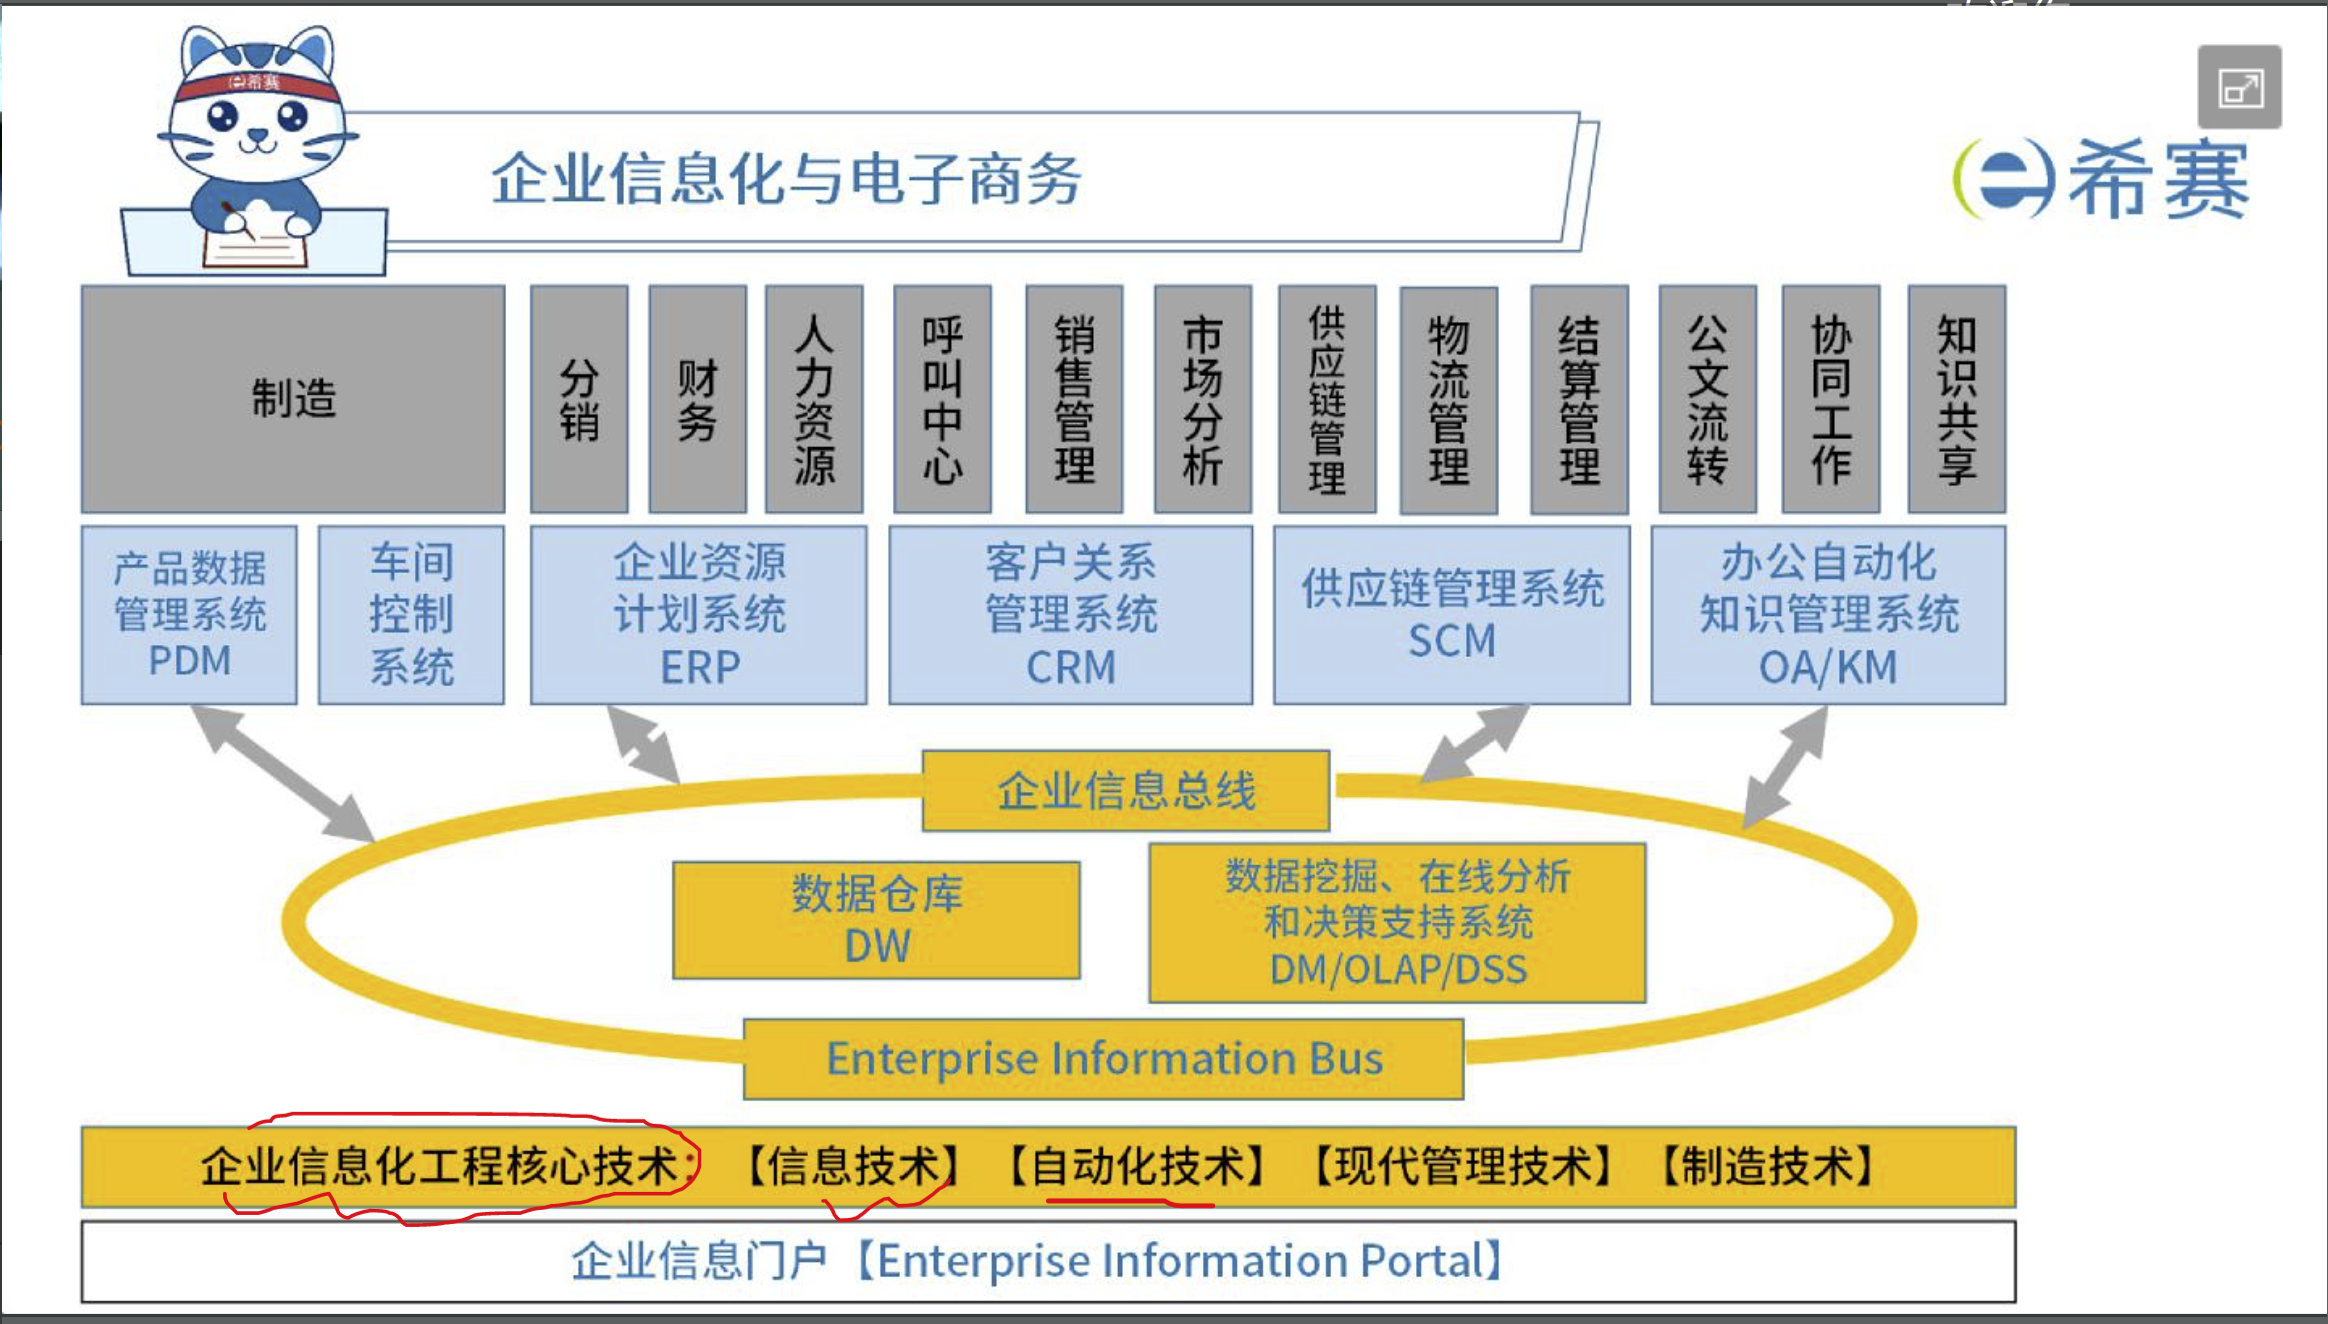 希赛
企业信息化与电子商务
希赛
制造
分销
财务
人力资源
呼叫中心
销售管理
市场分析
供应链管理
物流管理
结算管理
公文流转
协同工作
知识共享
产品数据
管理系统
PDM
车间
控制
系统
企业资源
计划系统
ERP
客户关系
管理系统
CRM
供应链管理系统
SCM
办公自动化
知识管理系统
OA/KM
企业信息总线
数据仓库
DW
数据挖掘、在线分析
和决策支持系统
DM/OLAP/DSS
Enterprise Information Bus
企业信息化工程核心技术：【信息技术】【自动化技术】【现代管理技术】【制造技术】
企业信息门户【Enterprise Information Portal】